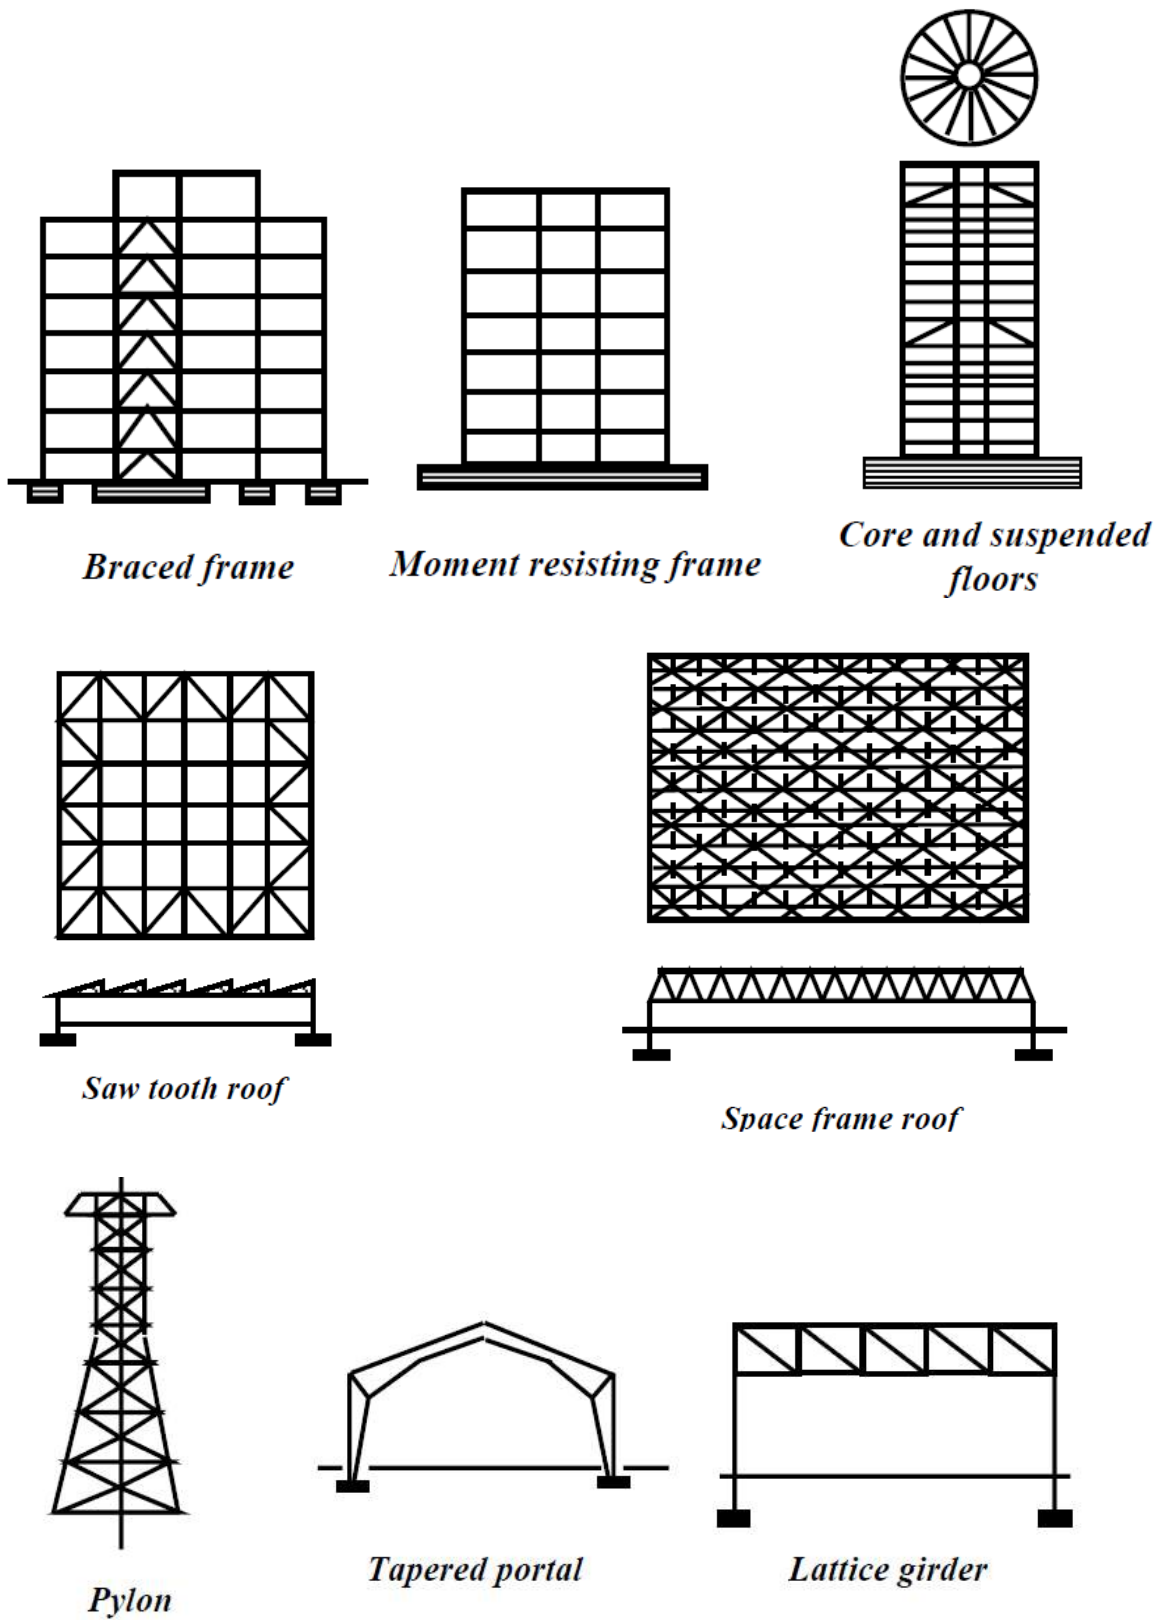 Braced frame
Moment resisting frame
Core and suspended
floors
Saw tooth roof
Space frame roof
Pylon
Tapered portal
Lattice girder